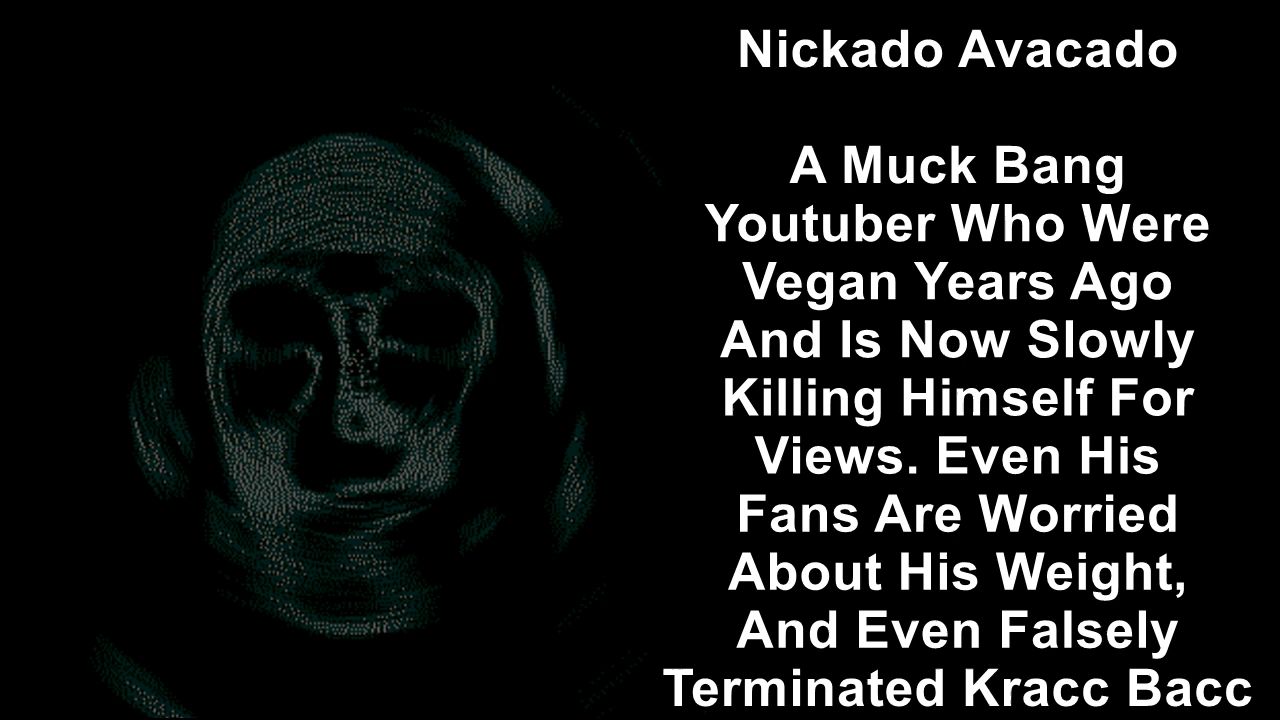 Nickado Avacado
A Muck Bang
Youtuber Who Were
Vegan Years Ago
And Is Now Slowly
Killing Himself For
Views. Even His
Fans Are Worried
About His Weight,
And Even Falsely
Terminated Kracc Bacc